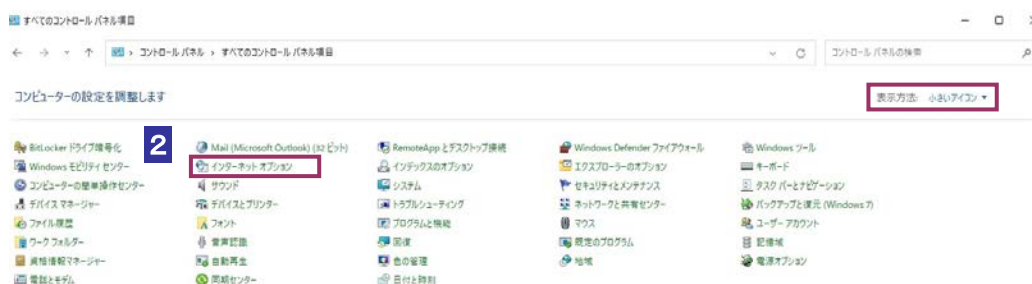 すべてのコントロール パネル項目
コントロール パネル › すべてのコントロール パネル項目
コントロール パネルの検索
コンピューターの設定を調整します
表示方法: 小さいアイコン
2
BitLocker ドライブ暗号化 Mail (Microsoft Outlook) (32 ビット) RemoteApp とデスクトップ接続 Windows Defender ファイアウォール Windows ツール
Windows モビリティ センター インターネット オプション インデックスのオプション エクスプローラーのオプション キーボード
コンピューターの簡単操作センター サウンド システム セキュリティとメンテナンス タスク バーとナビゲーション
デバイス マネージャー デバイスとプリンター トラブルシューティング ネットワークと共有センター バックアップと復元 (Windows 7)
ファイル履歴 フォント プログラムと機能 マウス ユーザー アカウント
ワーク フォルダー 音声認識 回復 既定のプログラム 記憶域
資格情報マネージャー 自動再生 色の管理 地域 電源オプション
電話とモデム 同期センター 日付と時刻